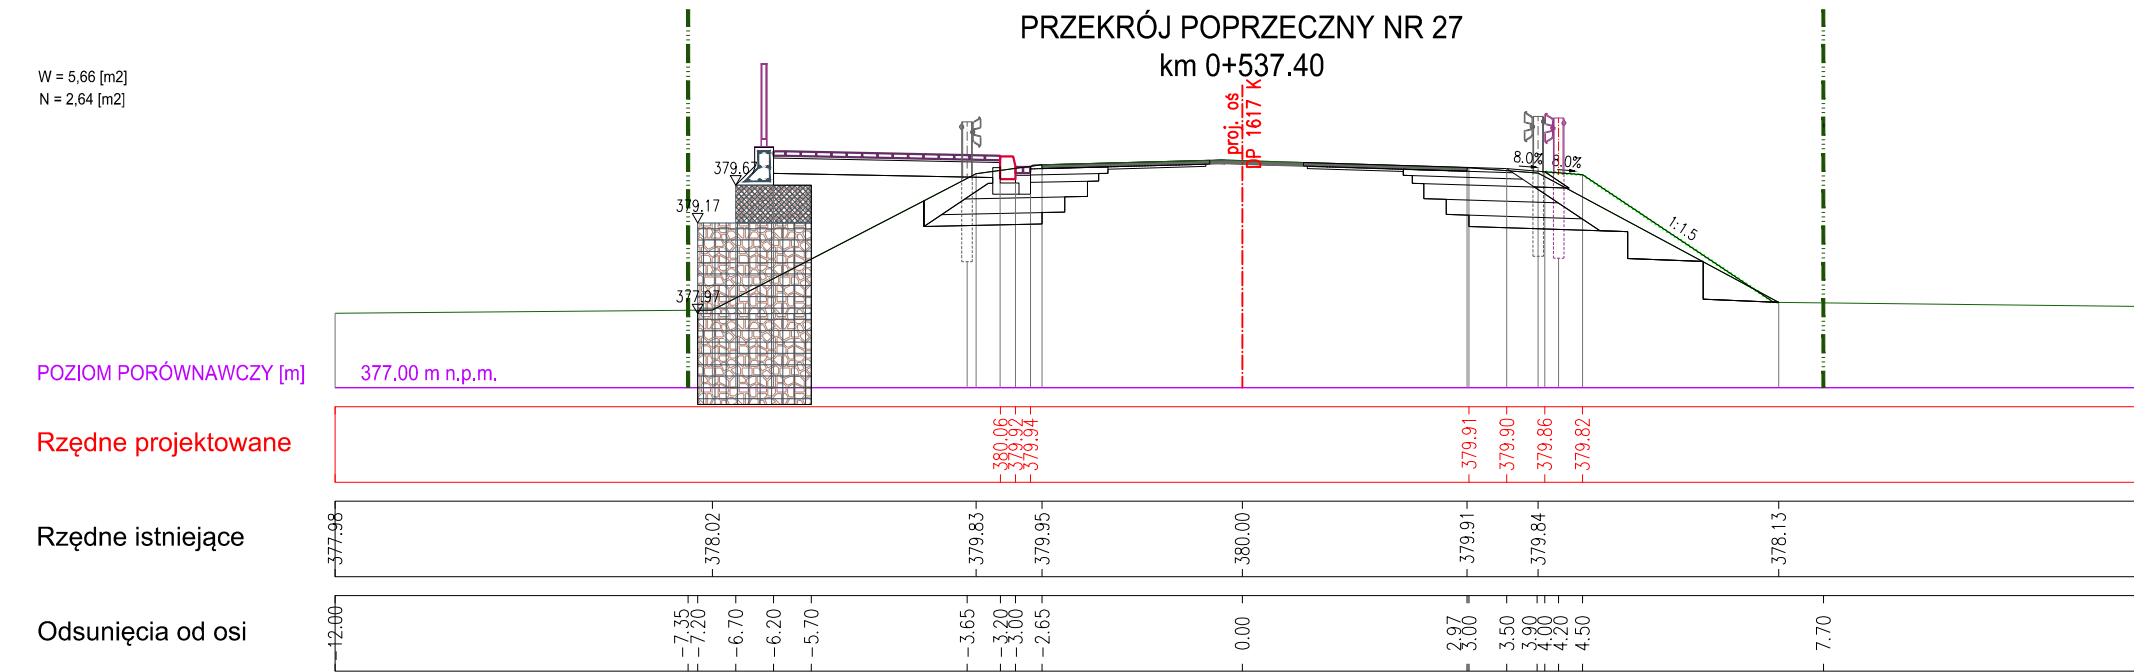 PRZEKRÓJ POPRZECZNY NR 27
km 0+537.40
W = 5,66 [m2]
N = 2,64 [m2]
proj. oś
DP 1617 K
379.67
379.17
377.97
8.0% 8.0%
1:1.5
POZIOM PORÓWNAWCZY [m] 377.00 m n.p.m.
Rzędne projektowane 380.06 379.92 379.94 379.91 379.90 379.86 379.82
Rzędne istniejące 377.98 378.02 379.83 379.95 380.00 379.91 379.84 378.13
Odsunięcia od osi -12.00 -7.35 -7.20 -6.70 -6.20 -5.70 -3.65 -3.20 -3.00 -2.65 0.00 2.97 3.00 3.50 3.90 4.00 4.20 4.50 7.70